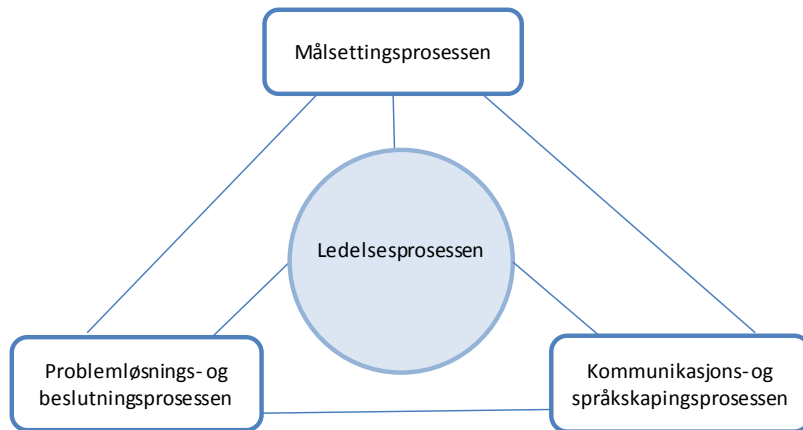 Målsettingsprosessen
Ledelsesprosessen
Problemløsnings- og
beslutningsprosessen
Kommunikasjons- og
språkskapingsprosessen